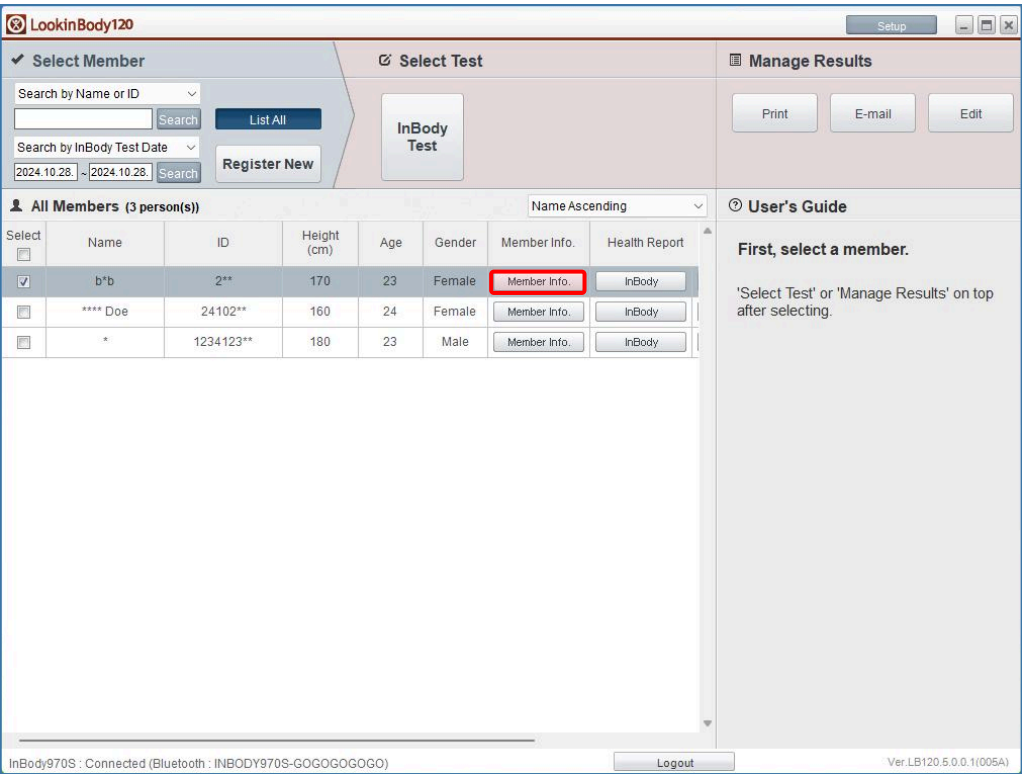 LookinBody120
Setup
Select Member
Search by Name or ID
Search
List All
Search by InBody Test Date
2024.10.28. ~ 2024.10.28. Search
Register New
Select Test
InBody
Test
Manage Results
Print E-mail Edit
All Members (3 person(s))
Name Ascending
Select Name ID Height (cm) Age Gender Member Info. Health Report
b*b 2** 170 23 Female Member Info. InBody
**** Doe 24102** 160 24 Female Member Info. InBody
* 1234123** 180 23 Male Member Info. InBody
User's Guide
First, select a member.
'Select Test' or 'Manage Results' on top
after selecting.
InBody970S : Connected (Bluetooth : INBODY970S-GOGOGOGOGO)
Logout
Ver.LB120.5.0.0.1(005A)